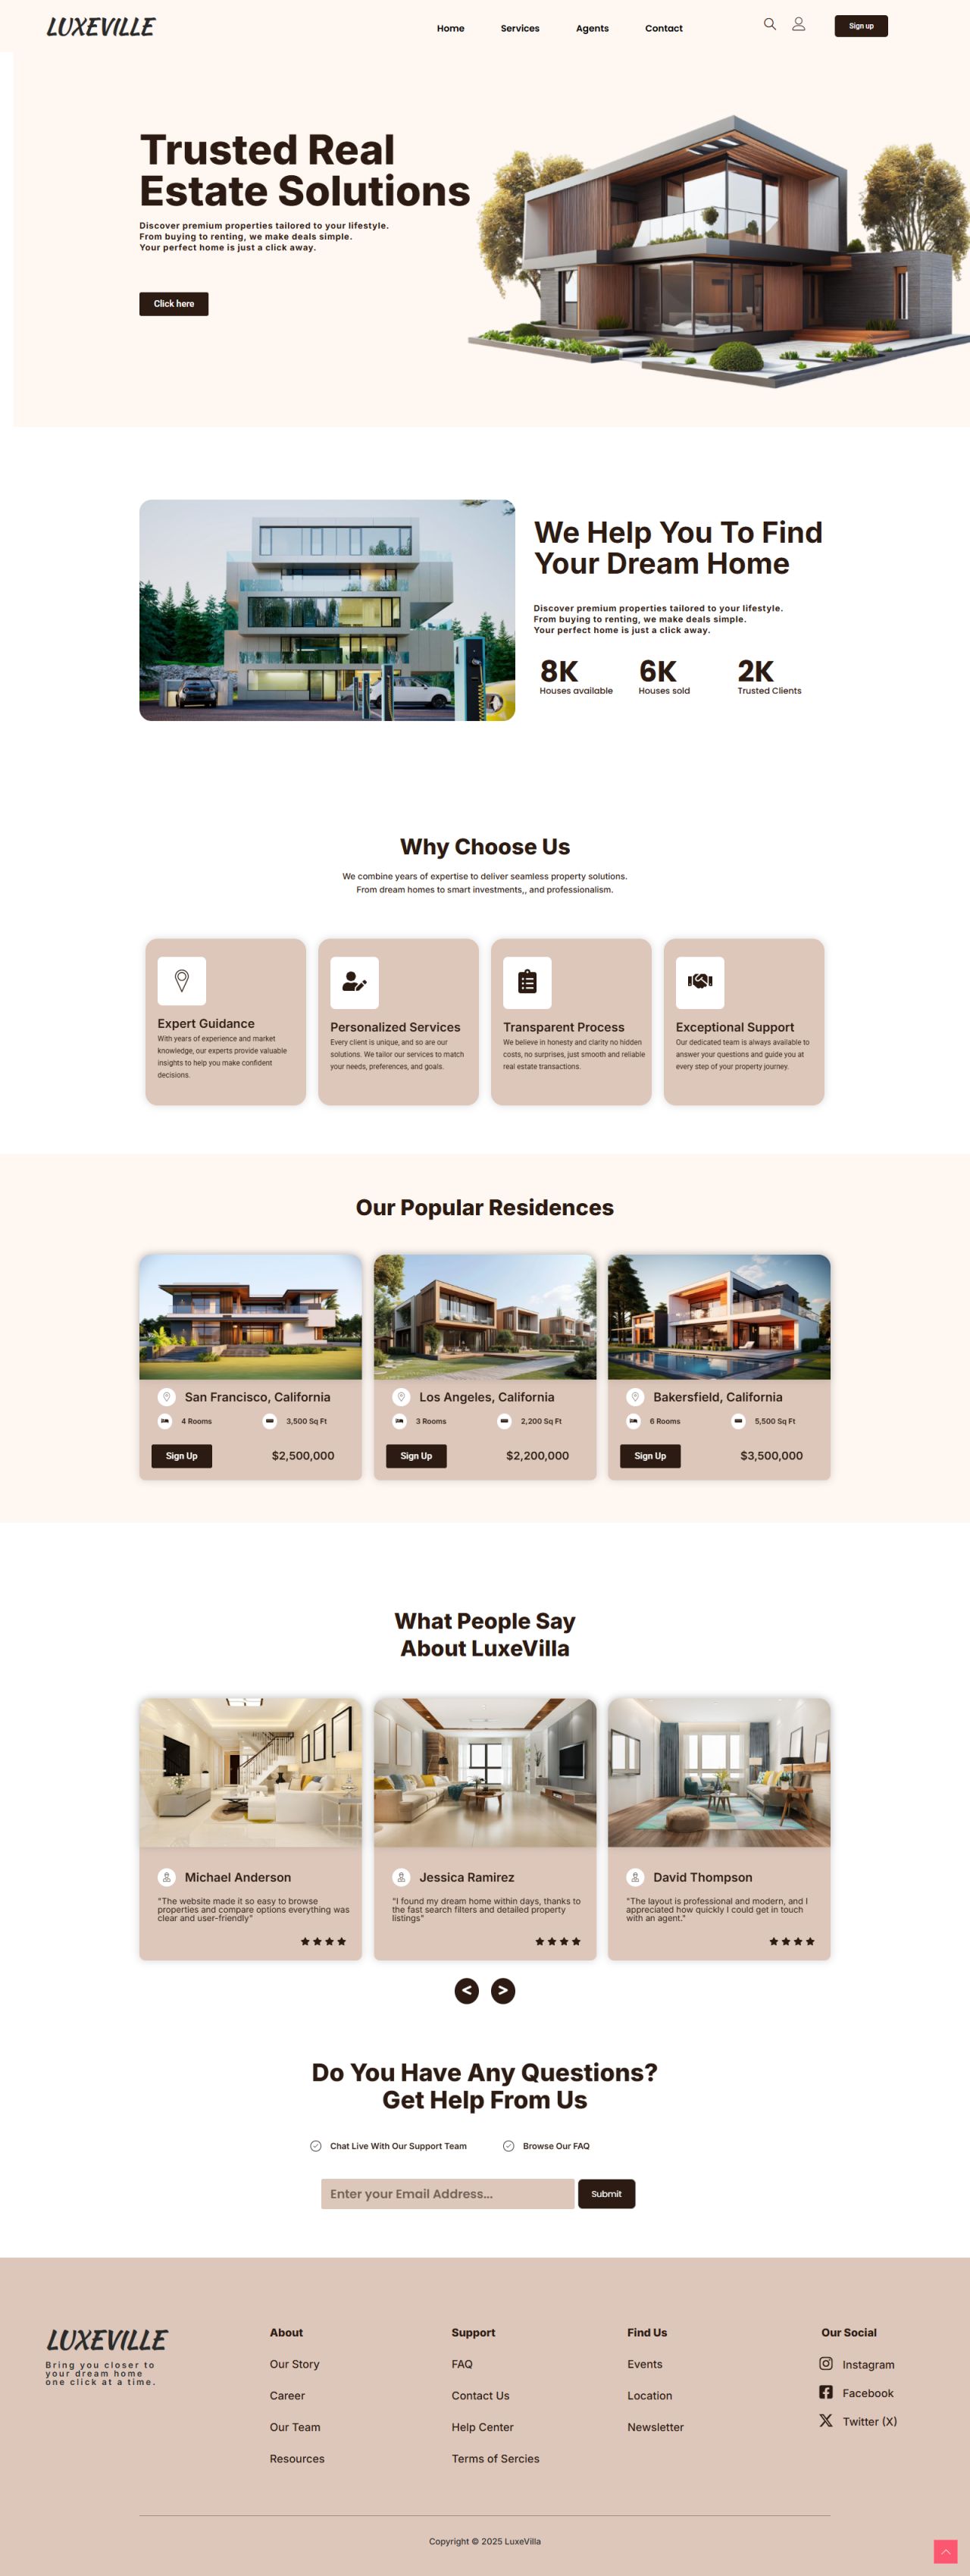 LUXEVILLE
Home
Services
Agents
Contact
Sign up
Trusted Real
Estate Solutions
Discover premium properties tailored to your lifestyle.
From buying to renting, we make deals simple.
Your perfect home is just a click away.
Click here
We Help You To Find
Your Dream Home
Discover premium properties tailored to your lifestyle.
From buying to renting, we make deals simple.
Your perfect home is just a click away.
8K
Houses available
6K
Houses sold
2K
Trusted Clients
Why Choose Us
We combine years of expertise to deliver seamless property solutions.
From dream homes to smart investments,, and professionalism.
Expert Guidance
With years of experience and market
knowledge, our experts provide valuable
insights to help you make confident
decisions.
Personalized Services
Every client is unique, and so are our
solutions. We tailor our services to match
your needs, preferences, and goals.
Transparent Process
We believe in honesty and clarity no hidden
costs, no surprises, just smooth and reliable
real estate transactions.
Exceptional Support
Our dedicated team is always available to
answer your questions and guide you at
every step of your property journey.
Our Popular Residences
San Francisco, California
4 Rooms
3,500 Sq Ft
Sign Up
$2,500,000
Los Angeles, California
3 Rooms
2,200 Sq Ft
Sign Up
$2,200,000
Bakersfield, California
6 Rooms
5,500 Sq Ft
Sign Up
$3,500,000
What People Say
About LuxeVilla
Michael Anderson
"The website made it so easy to browse
properties and compare options everything was
clear and user-friendly"
Jessica Ramirez
"I found my dream home within days, thanks to
the fast search filters and detailed property
listings"
David Thompson
"The layout is professional and modern, and I
appreciated how quickly I could get in touch
with an agent."
< >
Do You Have Any Questions?
Get Help From Us
Chat Live With Our Support Team
Browse Our FAQ
Enter your Email Address...
Submit
LUXEVILLE
Bring you closer to
your dream home
one click at a time.
About
Our Story
Career
Our Team
Resources
Support
FAQ
Contact Us
Help Center
Terms of Sercies
Find Us
Events
Location
Newsletter
Our Social
Instagram
Facebook
Twitter (X)
Copyright © 2025 LuxeVilla